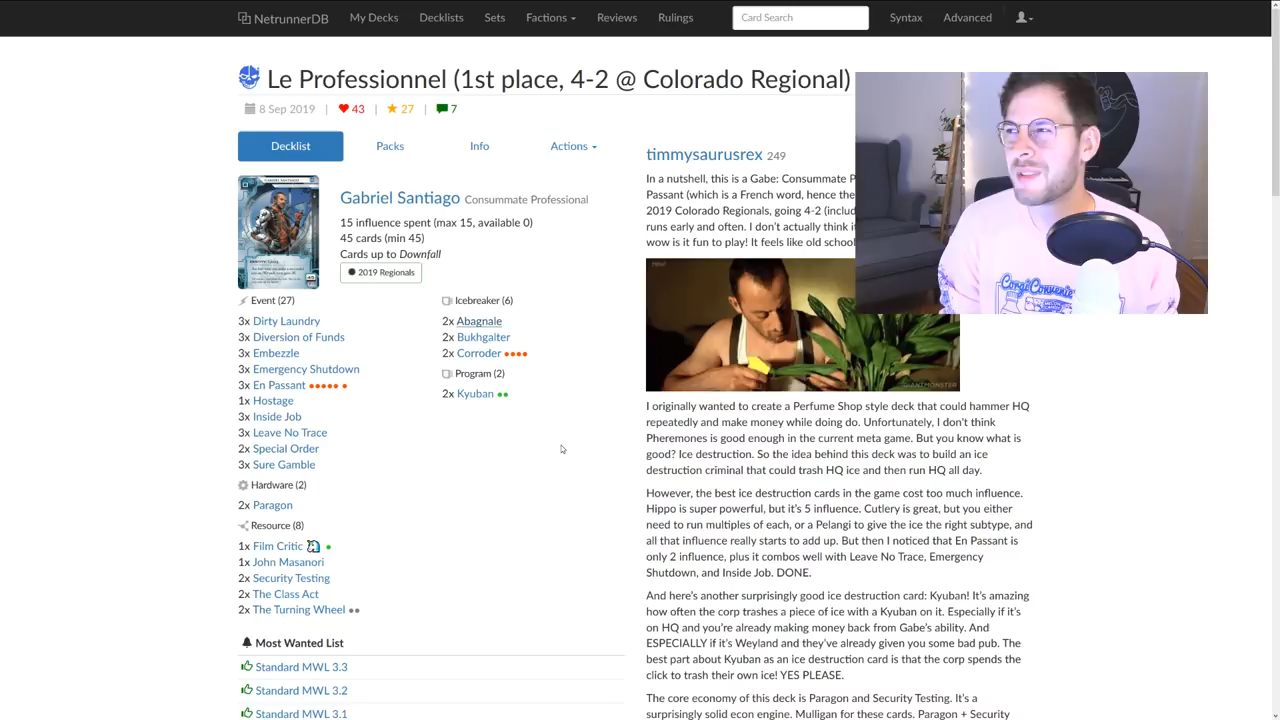 NetrunnerDB My Decks Decklists Sets Factions Reviews Rulings Card Search Syntax Advanced
Le Professionnel (1st place, 4-2 @ Colorado Regional)
8 Sep 2019 | 43 | 27 | 7
Decklist Packs Info Actions
Gabriel Santiago Consummate Professional
15 influence spent (max 15, available 0)
45 cards (min 45)
Cards up to Downfall
2019 Regionals
Event (27)
3x Dirty Laundry
3x Diversion of Funds
3x Embezzle
3x Emergency Shutdown
3x En Passant
1x Hostage
3x Inside Job
3x Leave No Trace
2x Special Order
3x Sure Gamble
Hardware (2)
2x Paragon
Resource (8)
1x Film Critic
1x John Masanori
2x Security Testing
2x The Class Act
2x The Turning Wheel
Icebreaker (6)
2x Abagnale
2x Bukhgalter
2x Corroder
Program (2)
2x Kyuban
Most Wanted List
Standard MWL 3.3
Standard MWL 3.2
Standard MWL 3.1
timmysaurusrex 249
In a nutshell, this is a Gabe: Consummate P
Passant (which is a French word, hence the
2019 Colorado Regionals, going 4-2 (includ
runs early and often. I don't actually think i
wow is it fun to play! It feels like old school
GIANTMONSTER
I originally wanted to create a Perfume Shop style deck that could hammer HQ
repeatedly and make money while doing do. Unfortunately, I don't think
Pheromones is good enough in the current meta game. But you know what is
good? Ice destruction. So the idea behind this deck was to build an ice
destruction criminal that could trash HQ ice and then run HQ all day.
However, the best ice destruction cards in the game cost too much influence.
Hippo is super powerful, but it's 5 influence. Cutlery is great, but you either
need to run multiples of each, or a Pelangi to give the ice the right subtype, and
all that influence really starts to add up. But then I noticed that En Passant is
only 2 influence, plus it combos well with Leave No Trace, Emergency
Shutdown, and Inside Job. DONE.
And here's another surprisingly good ice destruction card: Kyuban! It's amazing
how often the corp trashes a piece of ice with a Kyuban on it. Especially if it's
on HQ and you're already making money back from Gabe's ability. And
ESPECIALLY if it's Weyland and they've already given you some bad pub. The
best part about Kyuban as an ice destruction card is that the corp spends the
click to trash their own ice! YES PLEASE.
The core economy of this deck is Paragon and Security Testing. It's a
surprisingly solid econ engine. Mulligan for these cards. Paragon + Security